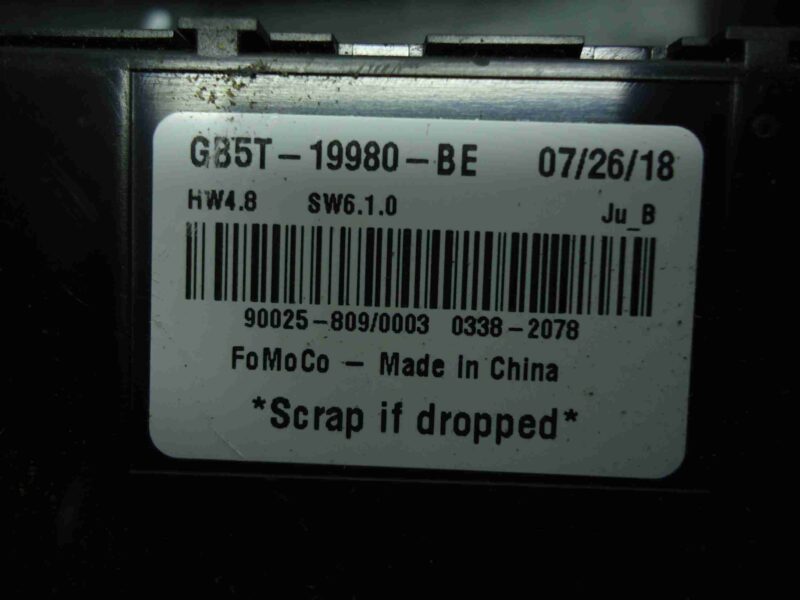 GB5T-19980-BE 07/26/18
HW4.8 SW6.1.0 Ju_B
90025-809/0003 0338-2078
FoMoCo - Made In China
*Scrap if dropped*